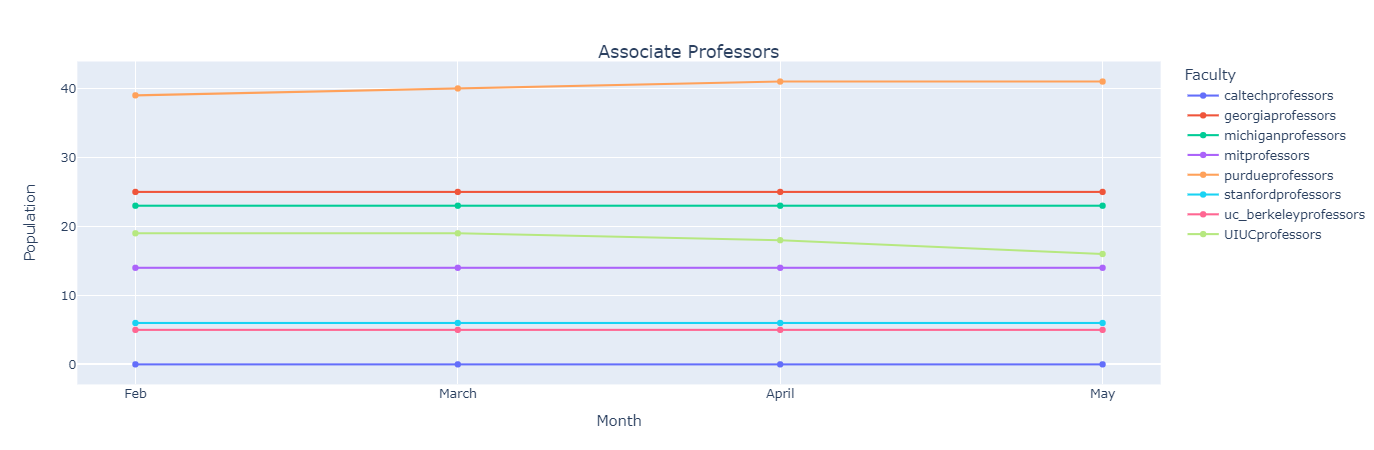 Associate Professors
Population
40
30
20
10
0
Feb
March
April
May
Month
Faculty
caltechprofessors
georgiaprofessors
michiganprofessors
mitprofessors
purdueprofessors
stanfordprofessors
uc_berkeleyprofessors
UIUCprofessors